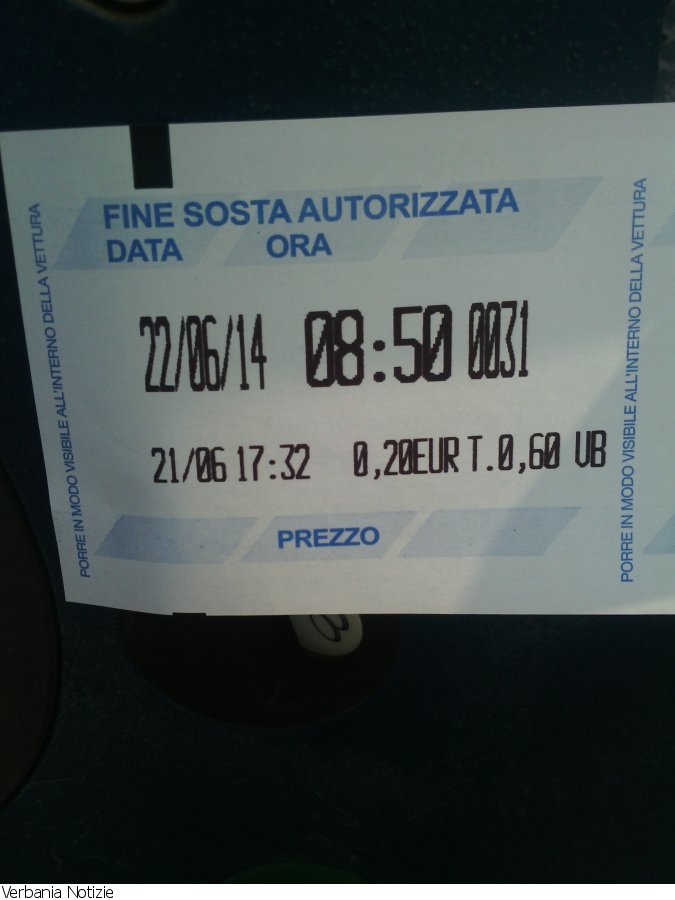 FINE SOSTA AUTORIZZATA
DATA ORA
22/06/14 08:50 0031
21/06 17:32 0,20EUR T.0,60 VB
PREZZO
PORRE IN MODO VISIBILE ALL'INTERNO DELLA VETTURA
PORRE IN MODO VISIBILE ALL'INTERNO DELLA VETTURA
Verbania Notizie